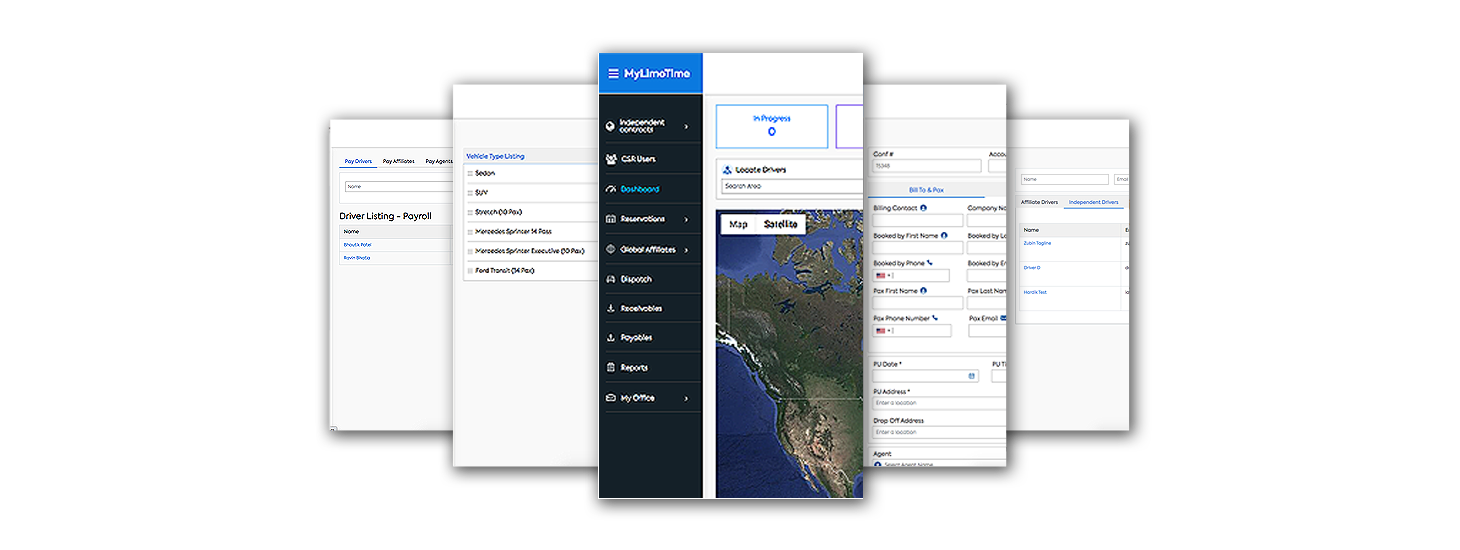 Pay Drivers Pay Affiliates Pay Agents
Name
Driver Listing - Payroll
Name
Bhautik Patel
Ravin Bhatia
Vehicle Type Listing
Sedan
SUV
Stretch (10 Pax)
Mercedes Sprinter 14 Pass
Mercedes Sprinter Executive (10 Pax)
Ford Transit (14 Pax)
MyLimoTime
Independent
contracts
CSR Users
Dashboard
Reservations
Global Affiliates
Dispatch
Receivables
Payables
Reports
My Office
In Progress
0
Locate Drivers
Search Area
Map Satellite
Conf # Accou
15348
Bill To & Pax
Billing Contact Company Na
Booked by First Name Booked by La
Booked by Phone Booked by Em
+
Pax First Name Pax Last Nam
Pax Phone Number Pax Email
+
PU Date * PU Ti
PU Address *
Enter a location
Drop Off Address
Enter a location
Agent
Select Agent Name
Name Email
Affiliate Drivers Independent Drivers
Name E
Zubin Tagline zu
Driver D d
Hardik Test